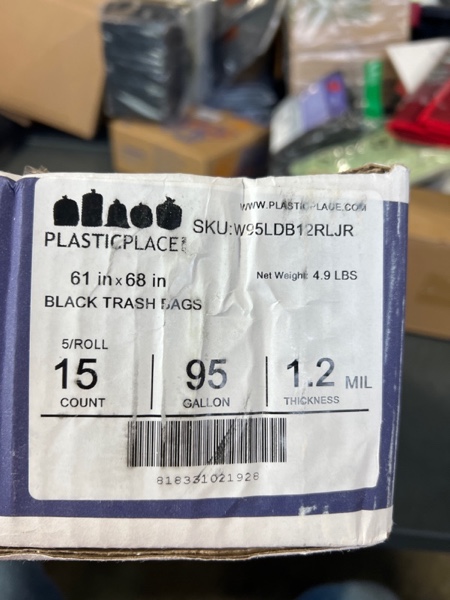 WWW.PLASTICPLACE.COM
PLASTICPLACE
SKU:W95LDB12RLJR
61 in x 68 in
Net Weight: 4.9 LBS
BLACK TRASH BAGS
5/ROLL
15
COUNT
95
GALLON
1.2 MIL
THICKNESS
818331021928